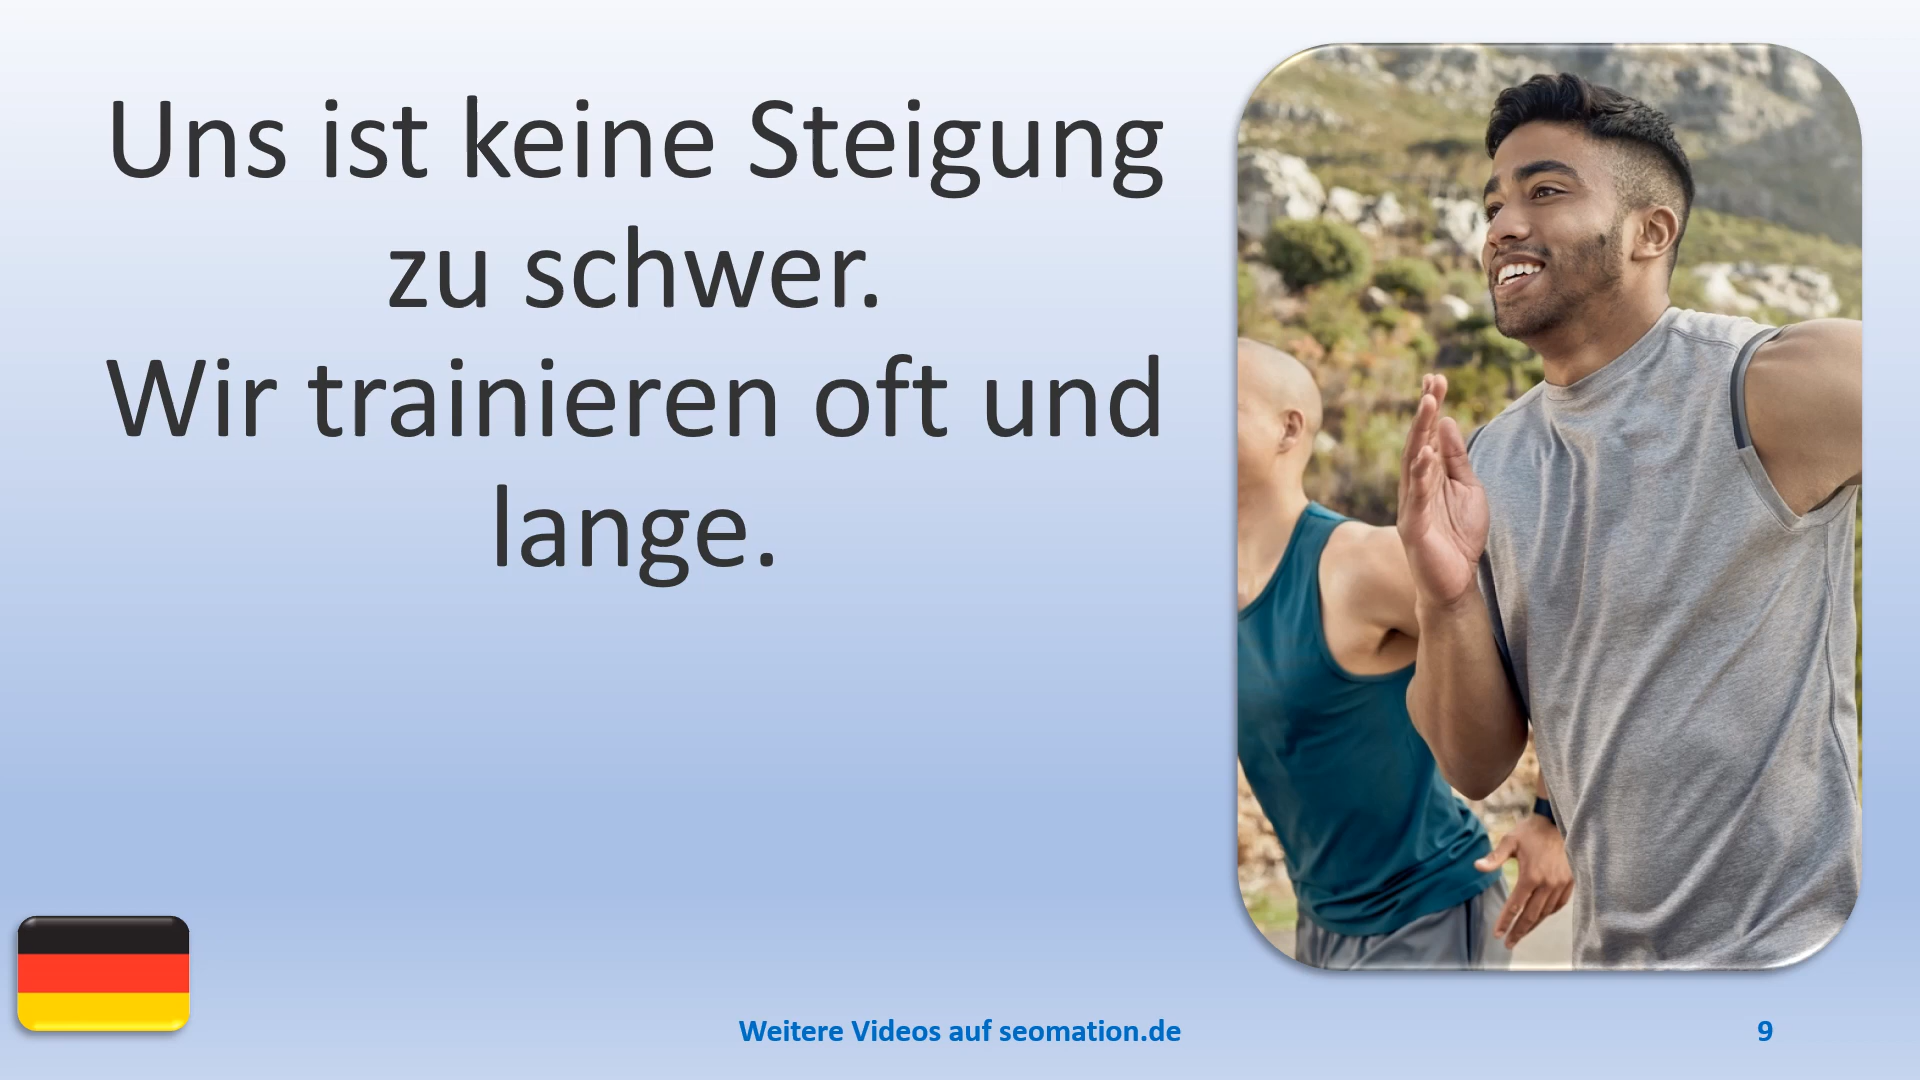 Uns ist keine Steigung
zu schwer.
Wir trainieren oft und
lange.
Weitere Videos auf seomation.de
9